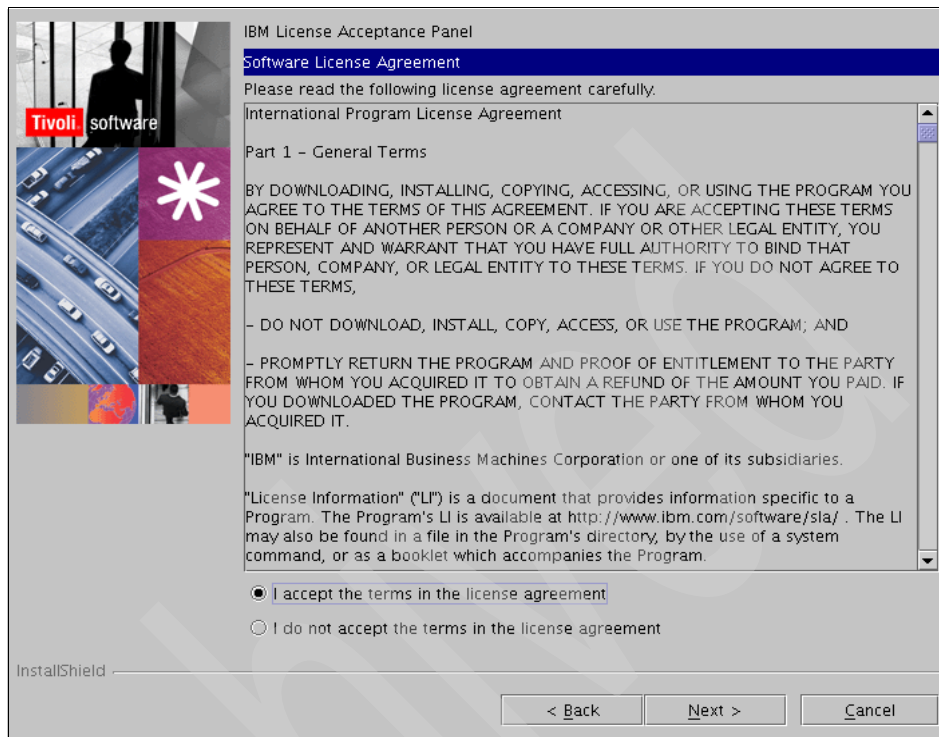 IBM License Acceptance Panel
Software License Agreement
Please read the following license agreement carefully.
Tivoli software
International Program License Agreement
Part 1 – General Terms
BY DOWNLOADING, INSTALLING, COPYING, ACCESSING, OR USING THE PROGRAM YOU
AGREE TO THE TERMS OF THIS AGREEMENT. IF YOU ARE ACCEPTING THESE TERMS
ON BEHALF OF ANOTHER PERSON OR A COMPANY OR OTHER LEGAL ENTITY, YOU
REPRESENT AND WARRANT THAT YOU HAVE FULL AUTHORITY TO BIND THAT
PERSON, COMPANY, OR LEGAL ENTITY TO THESE TERMS. IF YOU DO NOT AGREE TO
THESE TERMS,
– DO NOT DOWNLOAD, INSTALL, COPY, ACCESS, OR USE THE PROGRAM; AND
– PROMPTLY RETURN THE PROGRAM AND PROOF OF ENTITLEMENT TO THE PARTY
FROM WHOM YOU ACQUIRED IT TO OBTAIN A REFUND OF THE AMOUNT YOU PAID. IF
YOU DOWNLOADED THE PROGRAM, CONTACT THE PARTY FROM WHOM YOU
ACQUIRED IT.
"IBM" is International Business Machines Corporation or one of its subsidiaries.
"License Information" ("LI") is a document that provides information specific to a
Program. The Program's LI is available at http://www.ibm.com/software/sla/ . The LI
may also be found in a file in the Program's directory, by the use of a system
command, or as a booklet which accompanies the Program.
I accept the terms in the license agreement
I do not accept the terms in the license agreement
InstallShield
< Back
Next >
Cancel